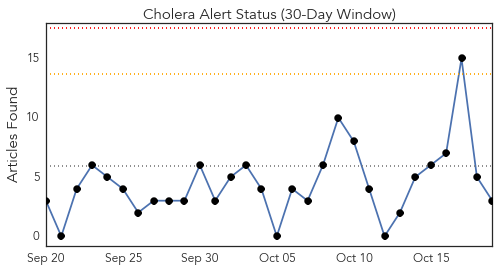 Cholera Alert Status (30-Day Window)
Articles Found
15
10
5
0
Sep 20 Sep 25 Sep 30 Oct 05 Oct 10 Oct 15